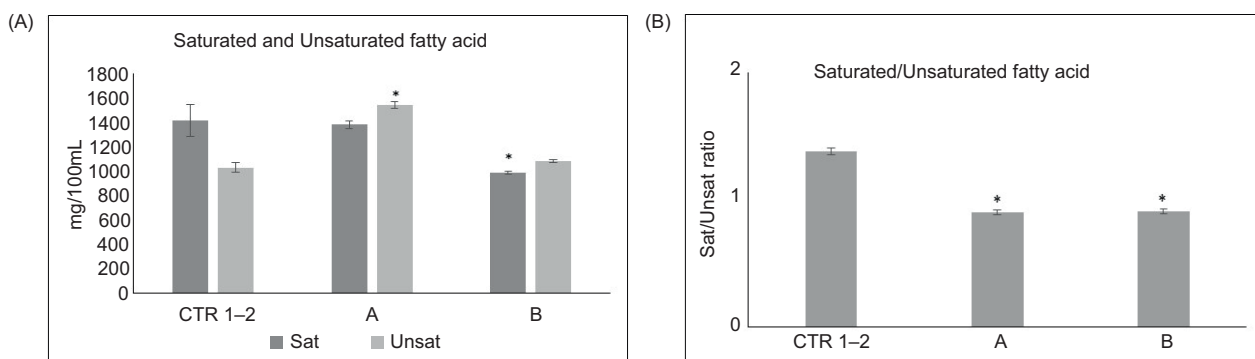 (A)
Saturated and Unsaturated fatty acid
mg/100mL
1800
1600
1400
1200
1000
800
600
400
200
0
*
*
CTR 1–2
A
B
Sat
Unsat
(B)
Saturated/Unsaturated fatty acid
Sat/Unsat ratio
2
1
0
*
*
CTR 1–2
A
B